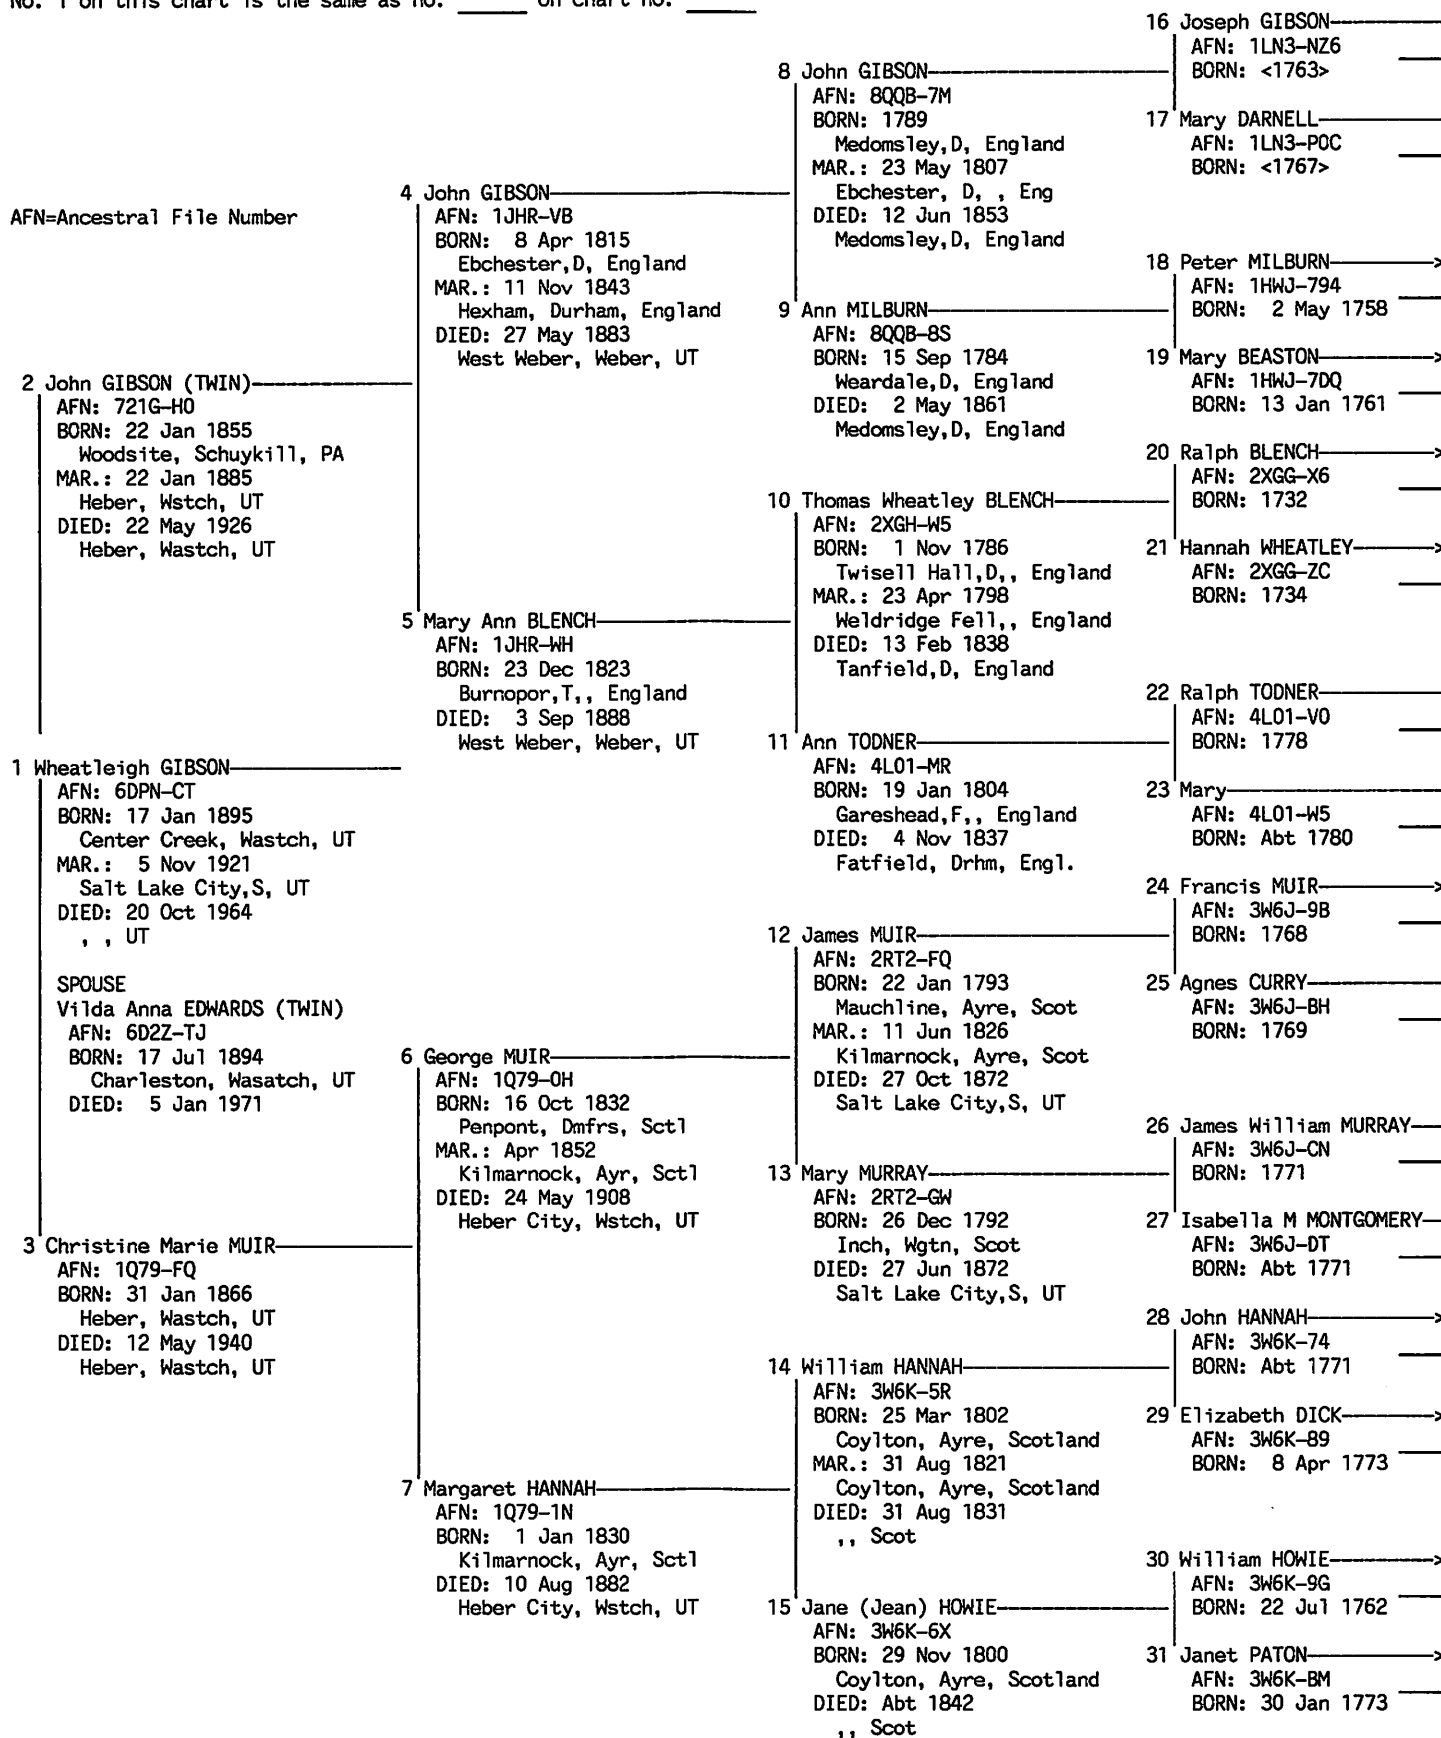 No. 1 on this chart is the same as no. _____ on chart no. _____
AFN=Ancestral File Number
1 Wheatleigh GIBSON
AFN: 6DPN-CT
BORN: 17 Jan 1895
Center Creek, Wastch, UT
MAR.: 5 Nov 1921
Salt Lake City,S, UT
DIED: 20 Oct 1964
, , UT
SPOUSE
Vilda Anna EDWARDS (TWIN)
AFN: 6D2Z-TJ
BORN: 17 Jul 1894
Charleston, Wasatch, UT
DIED: 5 Jan 1971
2 John GIBSON (TWIN)
AFN: 721G-H0
BORN: 22 Jan 1855
Woodsite, Schuykill, PA
MAR.: 22 Jan 1885
Heber, Wstch, UT
DIED: 22 May 1926
Heber, Wastch, UT
3 Christine Marie MUIR
AFN: 1Q79-FQ
BORN: 31 Jan 1866
Heber, Wastch, UT
DIED: 12 May 1940
Heber, Wastch, UT
4 John GIBSON
AFN: 1JHR-VB
BORN: 8 Apr 1815
Ebchester,D, England
MAR.: 11 Nov 1843
Hexham, Durham, England
DIED: 27 May 1883
West Weber, Weber, UT
5 Mary Ann BLENCH
AFN: 1JHR-WH
BORN: 23 Dec 1823
Burnopor,T,, England
DIED: 3 Sep 1888
West Weber, Weber, UT
6 George MUIR
AFN: 1Q79-0H
BORN: 16 Oct 1832
Penpont, Dmfrs, Sctl
MAR.: Apr 1852
Kilmarnock, Ayr, Sctl
DIED: 24 May 1908
Heber City, Wstch, UT
7 Margaret HANNAH
AFN: 1Q79-1N
BORN: 1 Jan 1830
Kilmarnock, Ayr, Sctl
DIED: 10 Aug 1882
Heber City, Wstch, UT
8 John GIBSON
AFN: 8QQB-7M
BORN: 1789
Medomsley,D, England
MAR.: 23 May 1807
Ebchester, D, , Eng
DIED: 12 Jun 1853
Medomsley,D, England
9 Ann MILBURN
AFN: 8QQB-8S
BORN: 15 Sep 1784
Weardale,D, England
DIED: 2 May 1861
Medomsley,D, England
10 Thomas Wheatley BLENCH
AFN: 2XGH-W5
BORN: 1 Nov 1786
Twisell Hall,D,, England
MAR.: 23 Apr 1798
Weldridge Fell,, England
DIED: 13 Feb 1838
Tanfield,D, England
11 Ann TODNER
AFN: 4L01-MR
BORN: 19 Jan 1804
Gareshead,F,, England
DIED: 4 Nov 1837
Fatfield, Drhm, Engl.
12 James MUIR
AFN: 2RT2-FQ
BORN: 22 Jan 1793
Mauchline, Ayre, Scot
MAR.: 11 Jun 1826
Kilmarnock, Ayre, Scot
DIED: 27 Oct 1872
Salt Lake City,S, UT
13 Mary MURRAY
AFN: 2RT2-GW
BORN: 26 Dec 1792
Inch, Wgtn, Scot
DIED: 27 Jun 1872
Salt Lake City,S, UT
14 William HANNAH
AFN: 3W6K-5R
BORN: 25 Mar 1802
Coylton, Ayre, Scotland
MAR.: 31 Aug 1821
Coylton, Ayre, Scotland
DIED: 31 Aug 1831
,, Scot
15 Jane (Jean) HOWIE
AFN: 3W6K-6X
BORN: 29 Nov 1800
Coylton, Ayre, Scotland
DIED: Abt 1842
,, Scot
16 Joseph GIBSON
AFN: 1LN3-NZ6
BORN: <1763>
17 Mary DARNELL
AFN: 1LN3-P0C
BORN: <1767>
18 Peter MILBURN
AFN: 1HWJ-794
BORN: 2 May 1758
19 Mary BEASTON
AFN: 1HWJ-7DQ
BORN: 13 Jan 1761
20 Ralph BLENCH
AFN: 2XGG-X6
BORN: 1732
21 Hannah WHEATLEY
AFN: 2XGG-ZC
BORN: 1734
22 Ralph TODNER
AFN: 4L01-V0
BORN: 1778
23 Mary
AFN: 4L01-W5
BORN: Abt 1780
24 Francis MUIR
AFN: 3W6J-9B
BORN: 1768
25 Agnes CURRY
AFN: 3W6J-BH
BORN: 1769
26 James William MURRAY
AFN: 3W6J-CN
BORN: 1771
27 Isabella M MONTGOMERY
AFN: 3W6J-DT
BORN: Abt 1771
28 John HANNAH
AFN: 3W6K-74
BORN: Abt 1771
29 Elizabeth DICK
AFN: 3W6K-89
BORN: 8 Apr 1773
30 William HOWIE
AFN: 3W6K-9G
BORN: 22 Jul 1762
31 Janet PATON
AFN: 3W6K-BM
BORN: 30 Jan 1773